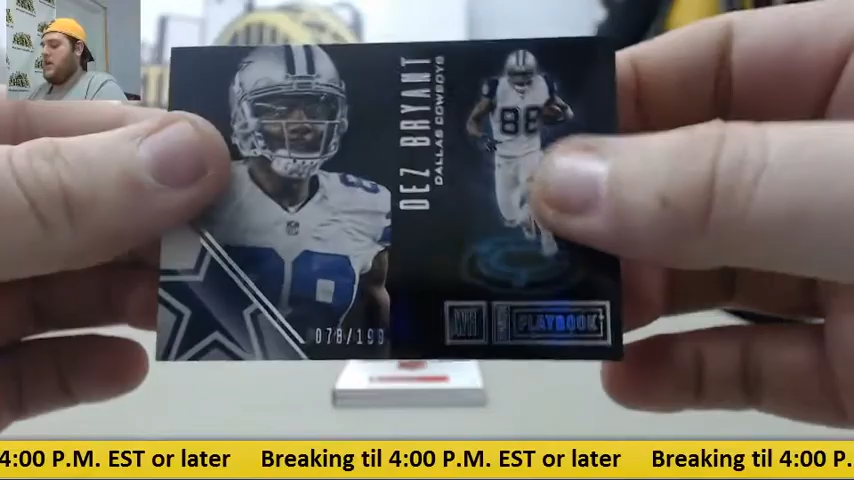 DEZ BRYANT
DALLAS COWBOYS
88
078/199
PLAYBOOK
4:00 P.M. EST or later Breaking til 4:00 P.M. EST or later Breaking til 4:00 P.